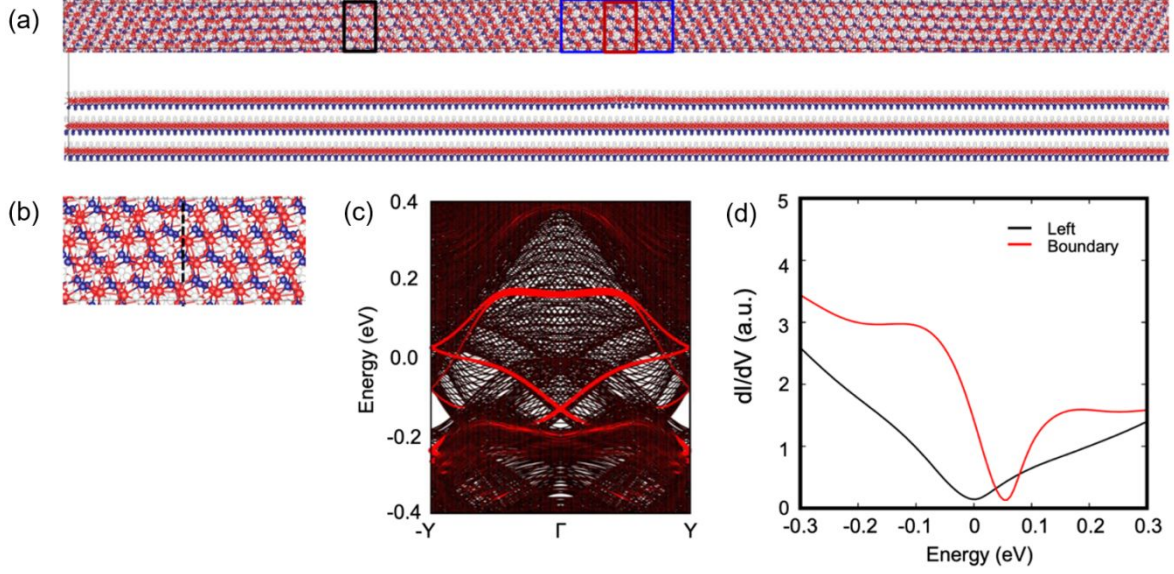 (a)
(b)
(c)
(d)
0.4
0.2
0.0
-0.2
-0.4
Energy (eV)
-Y
Γ
Y
5
4
3
2
1
0
dI/dV (a.u.)
Left
Boundary
-0.3
-0.2
-0.1
0
0.1
0.2
0.3
Energy (eV)